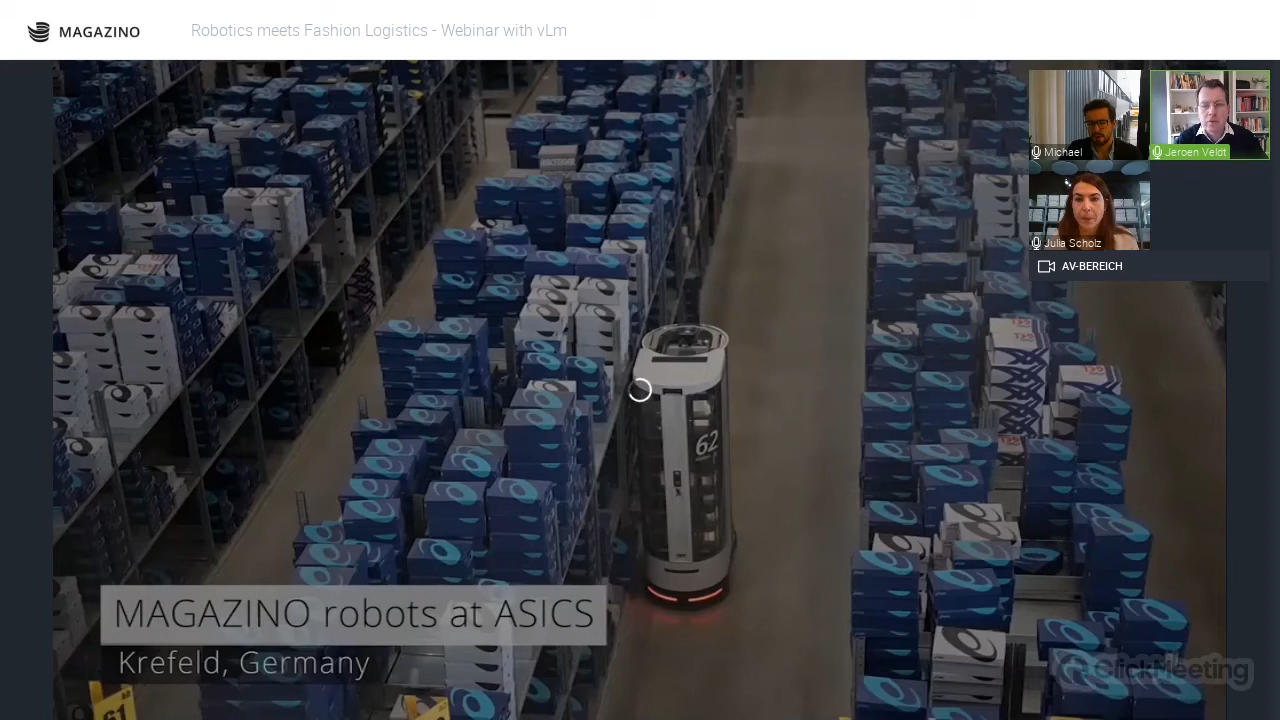 MAGAZINO
Robotics meets Fashion Logistics - Webinar with vLm
Michael
Jeroen Veldt
Julia Scholz
AV-BEREICH
62
MAGAZINO robots at ASICS
Krefeld, Germany
61
ClickMeeting